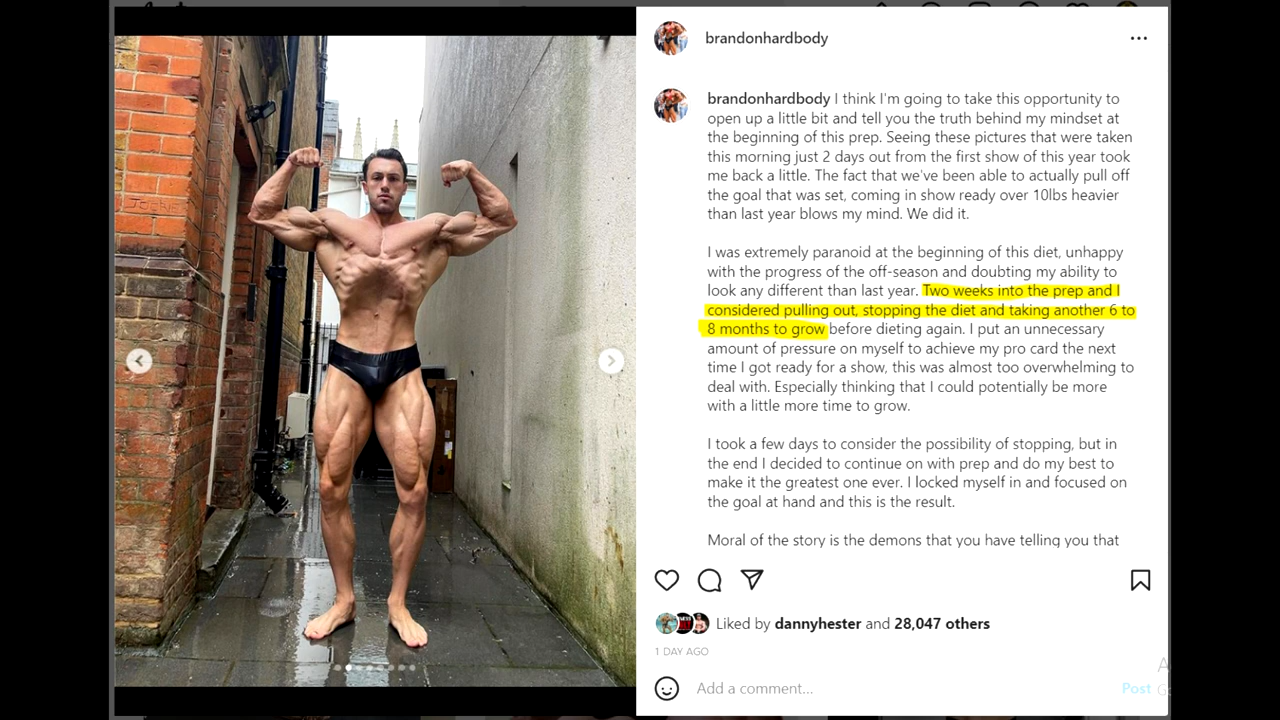 brandonhardbody
brandonhardbody I think I'm going to take this opportunity to
open up a little bit and tell you the truth behind my mindset at
the beginning of this prep. Seeing these pictures that were taken
this morning just 2 days out from the first show of this year took
me back a little. The fact that we've been able to actually pull off
the goal that was set, coming in show ready over 10lbs heavier
than last year blows my mind. We did it.
I was extremely paranoid at the beginning of this diet, unhappy
with the progress of the off-season and doubting my ability to
look any different than last year. Two weeks into the prep and I
considered pulling out, stopping the diet and taking another 6 to
8 months to grow before dieting again. I put an unnecessary
amount of pressure on myself to achieve my pro card the next
time I got ready for a show, this was almost too overwhelming to
deal with. Especially thinking that I could potentially be more
with a little more time to grow.
I took a few days to consider the possibility of stopping, but in
the end I decided to continue on with prep and do my best to
make it the greatest one ever. I locked myself in and focused on
the goal at hand and this is the result.
Moral of the story is the demons that you have telling you that
Liked by dannyhester and 28,047 others
1 DAY AGO
Add a comment...
Post